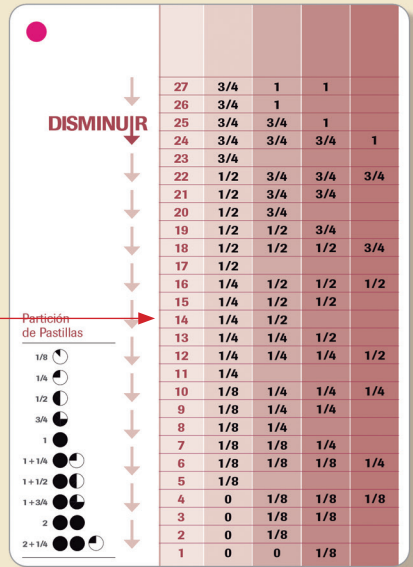 27 3/4 1 1
26 3/4 1
DISMINUIR
25 3/4 3/4 1
24 3/4 3/4 3/4 1
23 3/4
22 1/2 3/4 3/4 3/4
21 1/2 3/4 3/4
20 1/2 3/4
19 1/2 1/2 3/4
18 1/2 1/2 1/2 3/4
17 1/2
16 1/4 1/2 1/2 1/2
15 1/4 1/2 1/2
14 1/4 1/2
13 1/4 1/4 1/2
12 1/4 1/4 1/4 1/2
11 1/4
10 1/8 1/4 1/4 1/4
9 1/8 1/4 1/4
8 1/8 1/4
7 1/8 1/8 1/4
6 1/8 1/8 1/8 1/4
5 1/8
4 0 1/8 1/8 1/8
3 0 1/8 1/8
2 0 1/8
1 0 0 1/8
Partición
de Pastillas
1/8
1/4
1/2
3/4
1
1+1/4
1+1/2
1+3/4
2
2+1/4